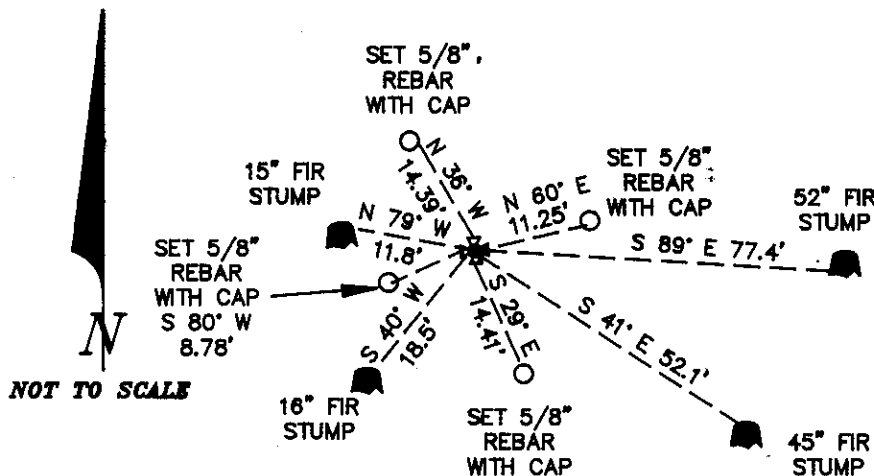 SET 5/8",
REBAR
WITH CAP
15" FIR
STUMP
N 36° W
14.39'
N 60° E
11.25'
SET 5/8"
REBAR
WITH CAP
52" FIR
STUMP
N 79° W
11.8'
S 89° E 77.4'
SET 5/8"
REBAR
WITH CAP
S 80° W
8.78'
S 40° W
18.5'
S 29° E
14.41'
S 41° E 52.1'
N
NOT TO SCALE
16" FIR
STUMP
SET 5/8"
REBAR
WITH CAP
45" FIR
STUMP